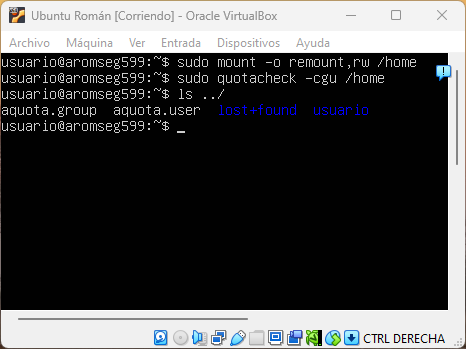 Ubuntu Román [Corriendo] - Oracle VirtualBox
Archivo Máquina Ver Entrada Dispositivos Ayuda
usuario@aromseg599:~$ sudo mount -o remount,rw /home
usuario@aromseg599:~$ sudo quotacheck -cgu /home
usuario@aromseg599:~$ ls ../
aquota.group aquota.user lost+found usuario
usuario@aromseg599:~$ _
CTRL DERECHA